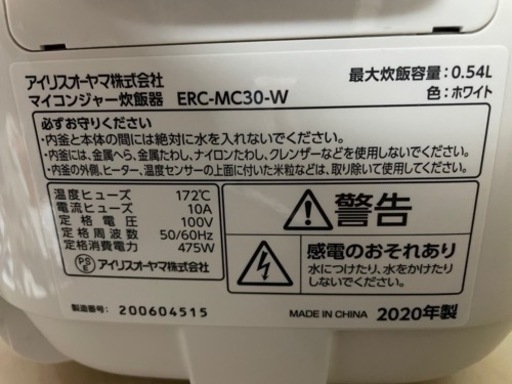 アイリスオーヤマ株式会社
最大炊飯容量:0.54L
マイコンジャー炊飯器 ERC-MC30-W
色:ホワイト
必ずお守りください
・内釜と本体の間には絶対に水を入れないでください。
・内釜には、金属へら、金属たわし、ナイロンたわし、クレンザーなどを使用しないでください。
・内釜の外側、ヒーター、温度センサーの上面に付いた米粒などは、取り除いて使用してください。
温度ヒューズ 172℃
電流ヒューズ 10A
定格電圧 100V
定格周波数 50/60Hz
定格消費電力 475W
PSE アイリスオーヤマ株式会社
警告
感電のおそれあり
水につけたり、水をかけたり
しないでください。
製造番号: 200604515
MADE IN CHINA 2020年製